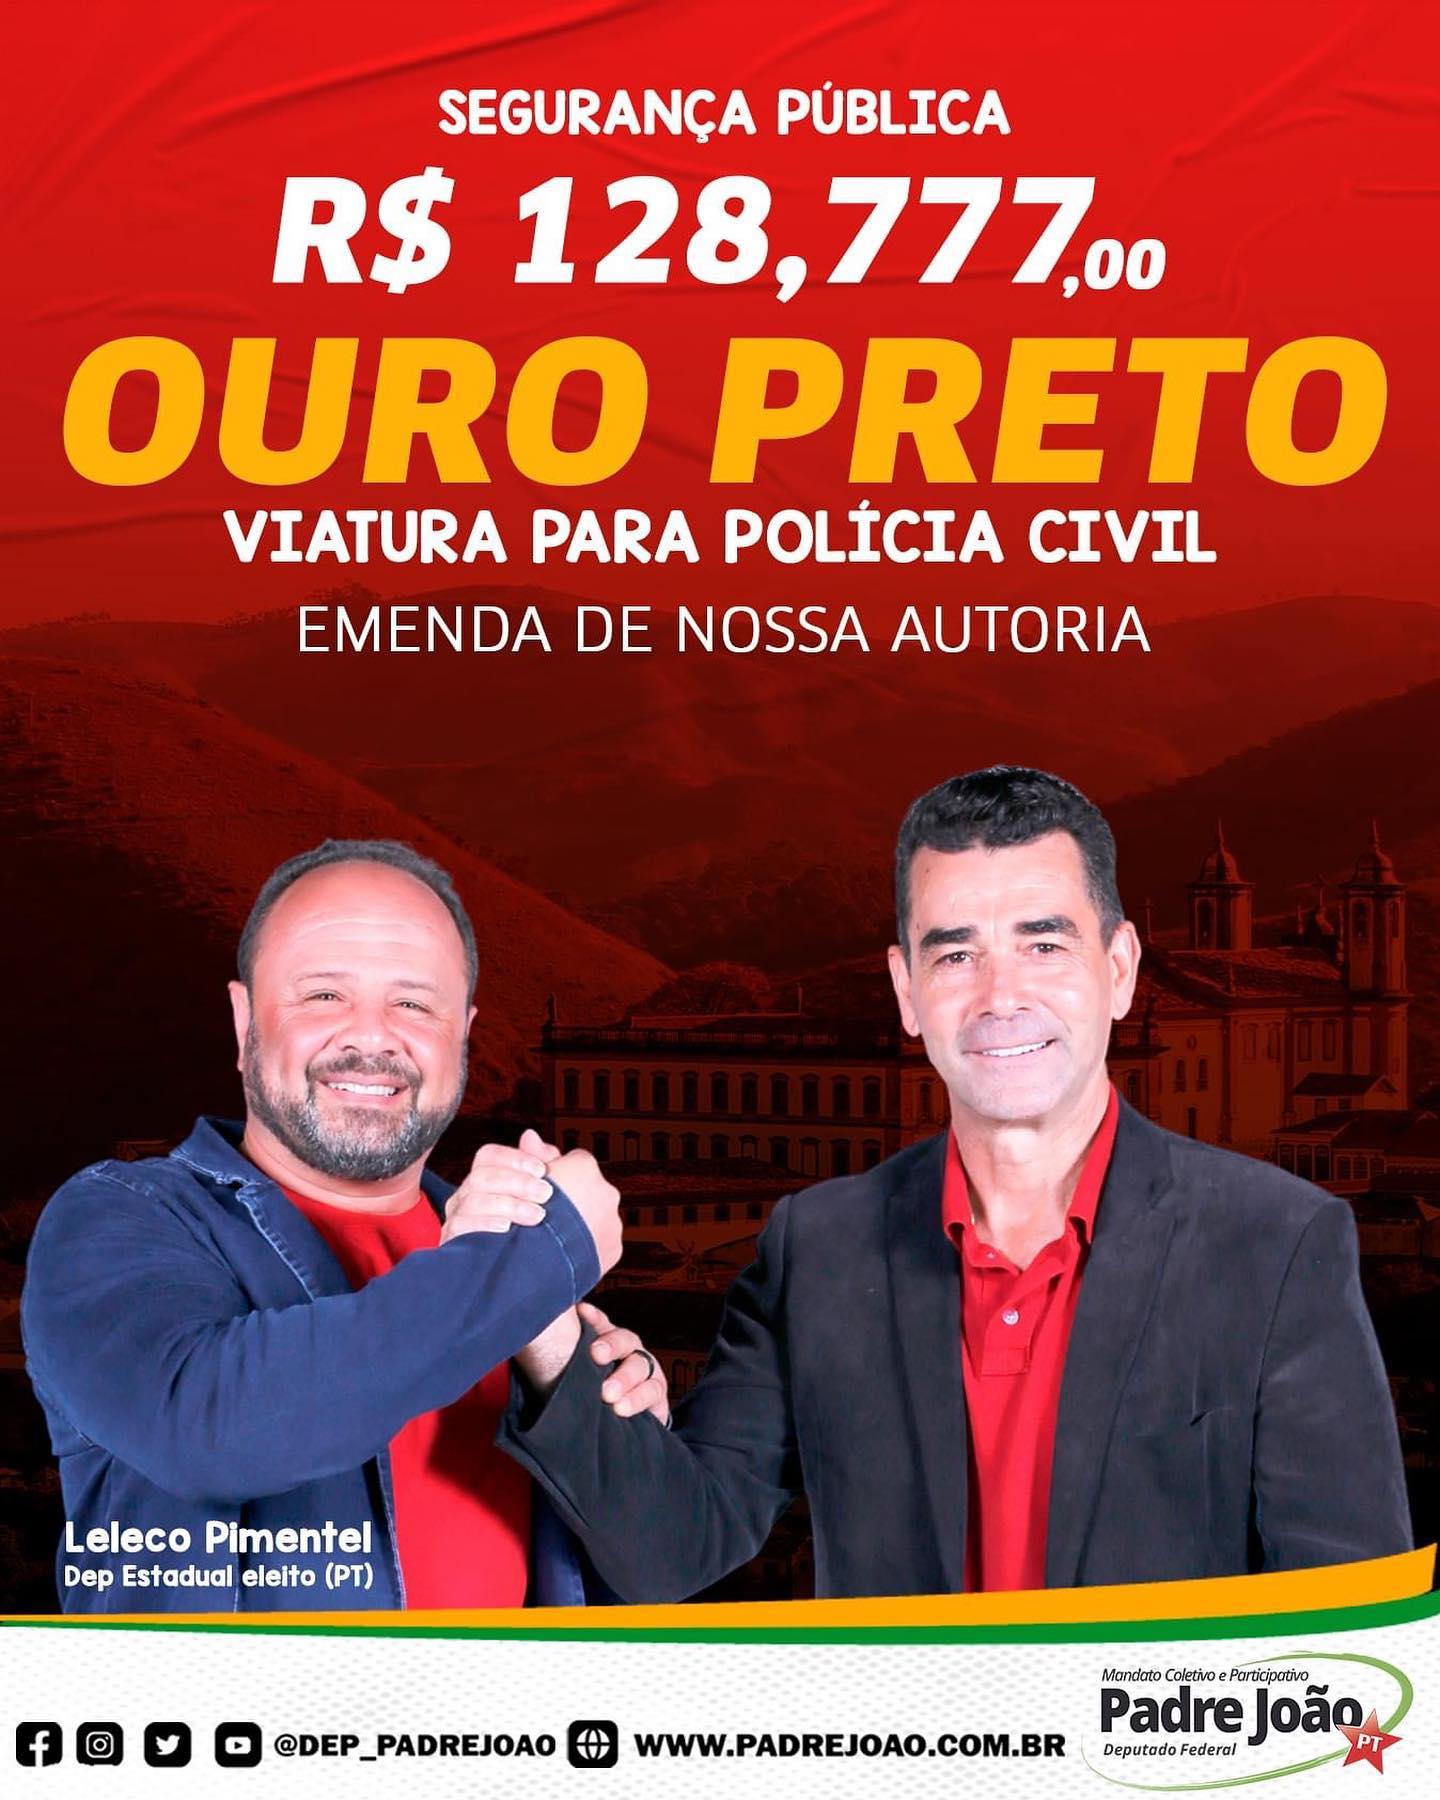 SEGURANÇA PÚBLICA
R$ 128,777,00
OURO PRETO
VIATURA PARA POLÍCIA CIVIL
EMENDA DE NOSSA AUTORIA
Leleco Pimentel
Dep Estadual eleito (PT)
Mandato Coletivo e Participativo
Padre João
PT
Deputado Federal
@DEP_PADREJOAO WWW.PADREJOAO.COM.BR